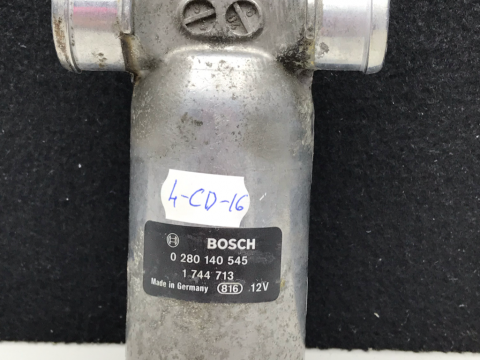 4-CD-16
BOSCH
0 280 140 545
1 744 713
Made in Germany 816 12V